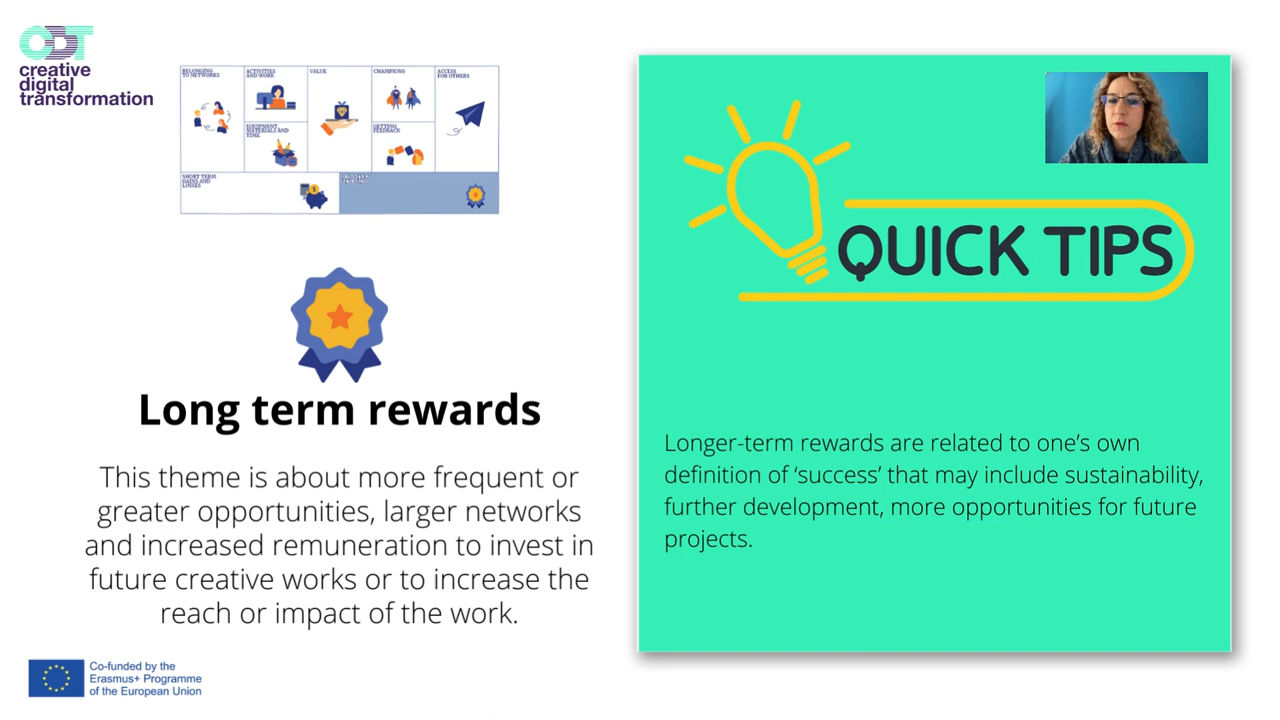 CDT
creative
digital
transformation
BELONGING
TO NETWORKS
ACTIVITIES
AND WORK
VALUE
CHAMPIONS
ACCESS
FOR OTHERS
EQUIPMENT
MATERIALS AND
TIME
GETTING
FEEDBACK
SHORT TERM
GAINS AND
LOSSES
Long term rewards
This theme is about more frequent or
greater opportunities, larger networks
and increased remuneration to invest in
future creative works or to increase the
reach or impact of the work.
Co-funded by the
Erasmus+ Programme
of the European Union
QUICK TIPS
Longer-term rewards are related to one’s own
definition of ‘success’ that may include sustainability,
further development, more opportunities for future
projects.